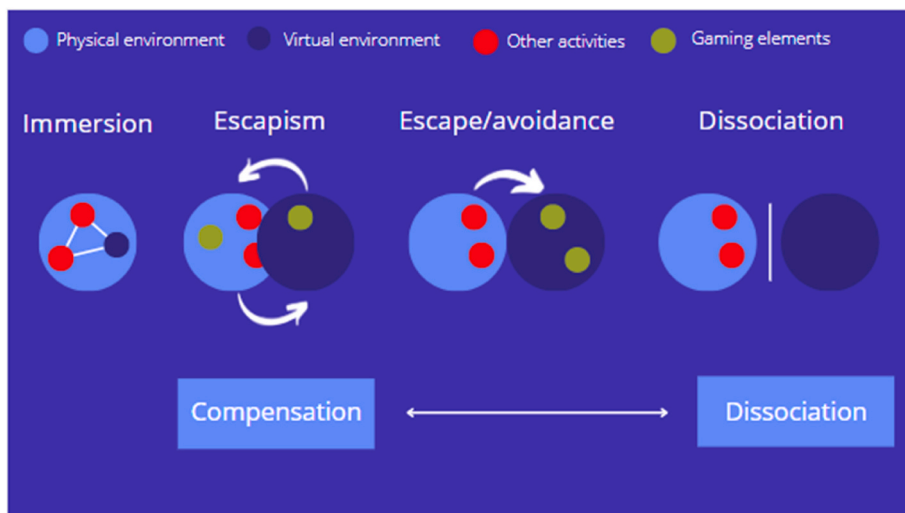 Physical environment
Virtual environment
Other activities
Gaming elements
Immersion
Escapism
Escape/avoidance
Dissociation
Compensation
Dissociation